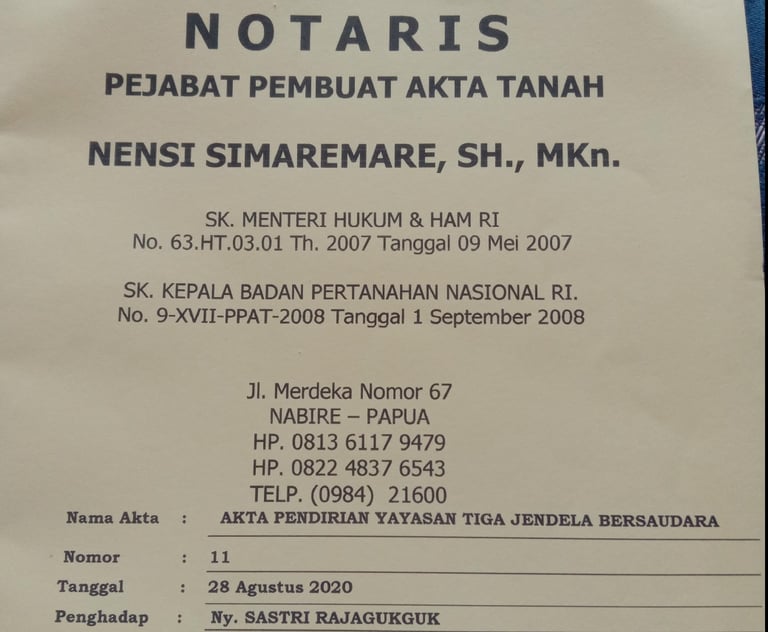 NOTARIS
PEJABAT PEMBUAT AKTA TANAH
NENSI SIMAREMARE, SH., MKn.
SK. MENTERI HUKUM & HAM RI
No. 63.HT.03.01 Th. 2007 Tanggal 09 Mei 2007
SK. KEPALA BADAN PERTANAHAN NASIONAL RI.
No. 9-XVII-PPAT-2008 Tanggal 1 September 2008
Jl. Merdeka Nomor 67
NABIRE – PAPUA
HP. 0813 6117 9479
HP. 0822 4837 6543
TELP. (0984) 21600
Nama Akta : AKTA PENDIRIAN YAYASAN TIGA JENDELA BERSAUDARA
Nomor : 11
Tanggal : 28 Agustus 2020
Penghadap : Ny. SASTRI RAJAGUKGUK